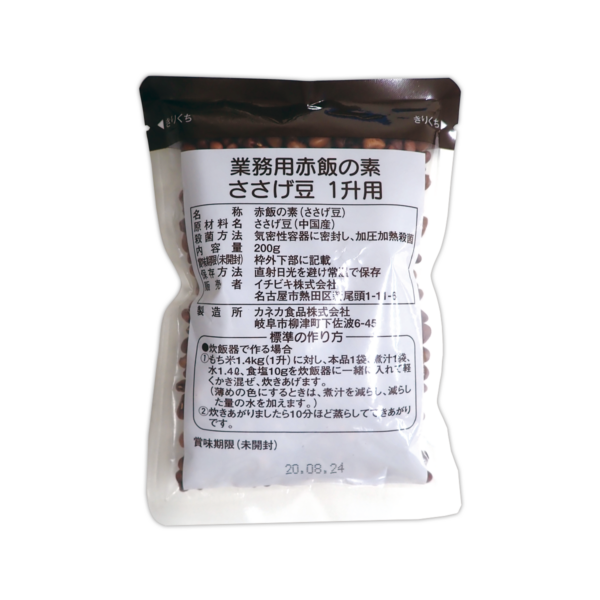 きりくち
きりくち
業務用赤飯の素
ささげ豆 1升用
名称 赤飯の素（ささげ豆）
原材料名 ささげ豆（中国産）
殺菌方法 気密性容器に密封し、加圧加熱殺菌
内容量 200g
賞味期限（未開封） 枠外下部に記載
保存方法 直射日光を避け常温で保存
販売者 イチビキ株式会社
名古屋市熱田区尾頭1-11-5
製造所 カネカ食品株式会社
岐阜市柳津町下佐波6-45
標準の作り方
●炊飯器で作る場合
①もち米1.4kg（1升）に対し、本品1袋、煮汁1袋、
水1.4ℓ、食塩10gを炊飯器に一緒に入れて軽
くかき混ぜ、炊きあげます。
（薄めの色にするときは、煮汁を減らし、減らし
た量の水を加えます。）
②炊きあがりましたら10分ほど蒸らしてできあがり
です。
賞味期限（未開封）
20.08.24